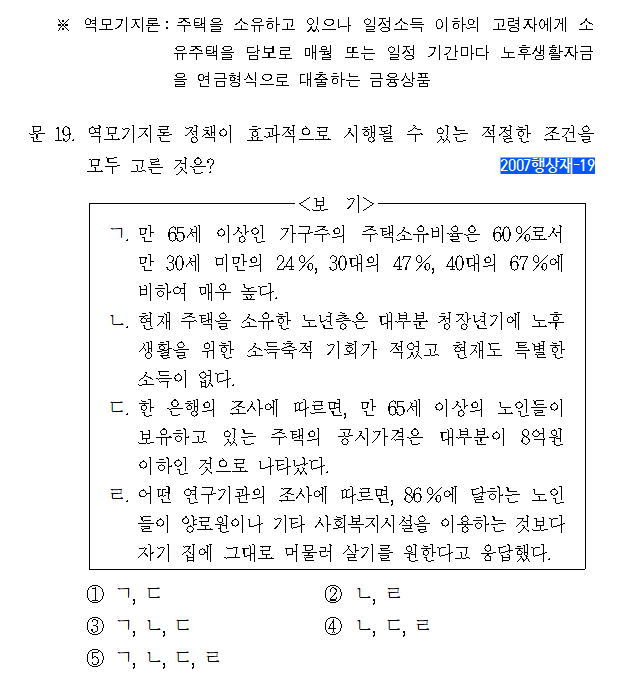 ※ 역모기지론 : 주택을 소유하고 있으나 일정소득 이하의 고령자에게 소
유주택을 담보로 매월 또는 일정 기간마다 노후생활자금
을 연금형식으로 대출하는 금융상품
문 19. 역모기지론 정책이 효과적으로 시행될 수 있는 적절한 조건을
모두 고른 것은? 2007행상재-19
<보 기>
ㄱ. 만 65세 이상인 가구주의 주택소유비율은 60%로서
만 30세 미만의 24%, 30대의 47%, 40대의 67%에
비하여 매우 높다.
ㄴ. 현재 주택을 소유한 노년층은 대부분 청장년기에 노후
생활을 위한 소득축적 기회가 적었고 현재도 특별한
소득이 없다.
ㄷ. 한 은행의 조사에 따르면, 만 65세 이상의 노인들이
보유하고 있는 주택의 공시가격은 대부분이 8억원
이하인 것으로 나타났다.
ㄹ. 어떤 연구기관의 조사에 따르면, 86%에 달하는 노인
들이 양로원이나 기타 사회복지시설을 이용하는 것보다
자기 집에 그대로 머물러 살기를 원한다고 응답했다.
① ㄱ, ㄷ ② ㄴ, ㄹ
③ ㄱ, ㄴ, ㄷ ④ ㄴ, ㄷ, ㄹ
⑤ ㄱ, ㄴ, ㄷ, ㄹ